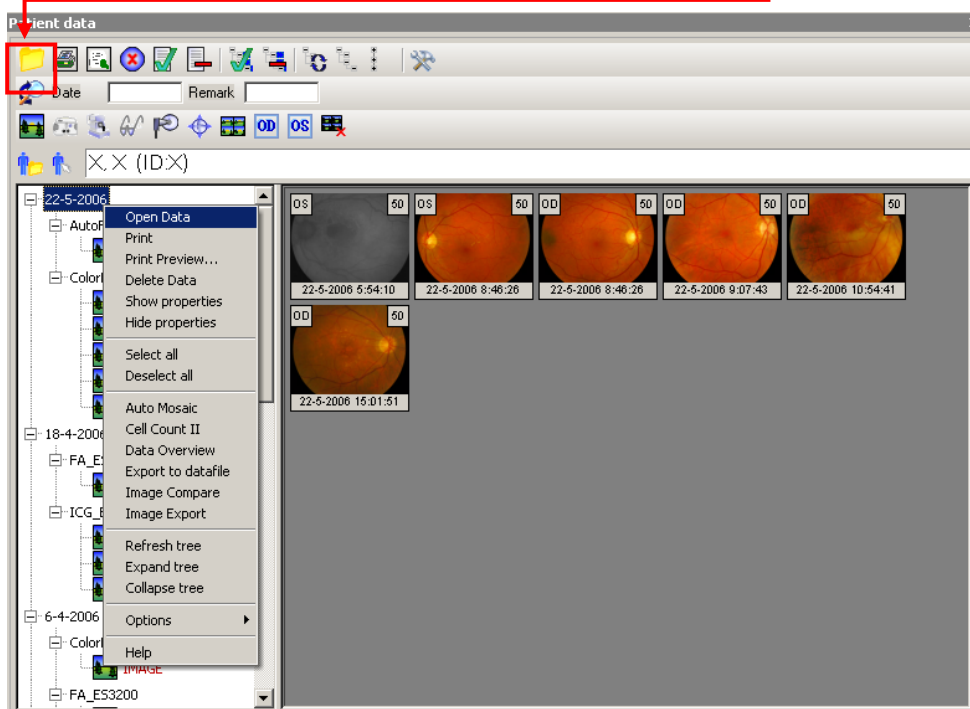 Patient data
Date Remark
OD OS
X, X (ID:X)
22-5-2006
Open Data
Print
Print Preview...
Delete Data
Show properties
Hide properties
Select all
Deselect all
Auto Mosaic
Cell Count II
Data Overview
Export to datafile
Image Compare
Image Export
Refresh tree
Expand tree
Collapse tree
Options
Help
18-4-2006
6-4-2006
IMAGE
FA_ES3200
OS 50 OS 50 OD 50 OD 50 OD 50
22-5-2006 5:54:10 22-5-2006 8:46:26 22-5-2006 8:46:26 22-5-2006 9:07:43 22-5-2006 10:54:41
OD 50
22-5-2006 15:01:51